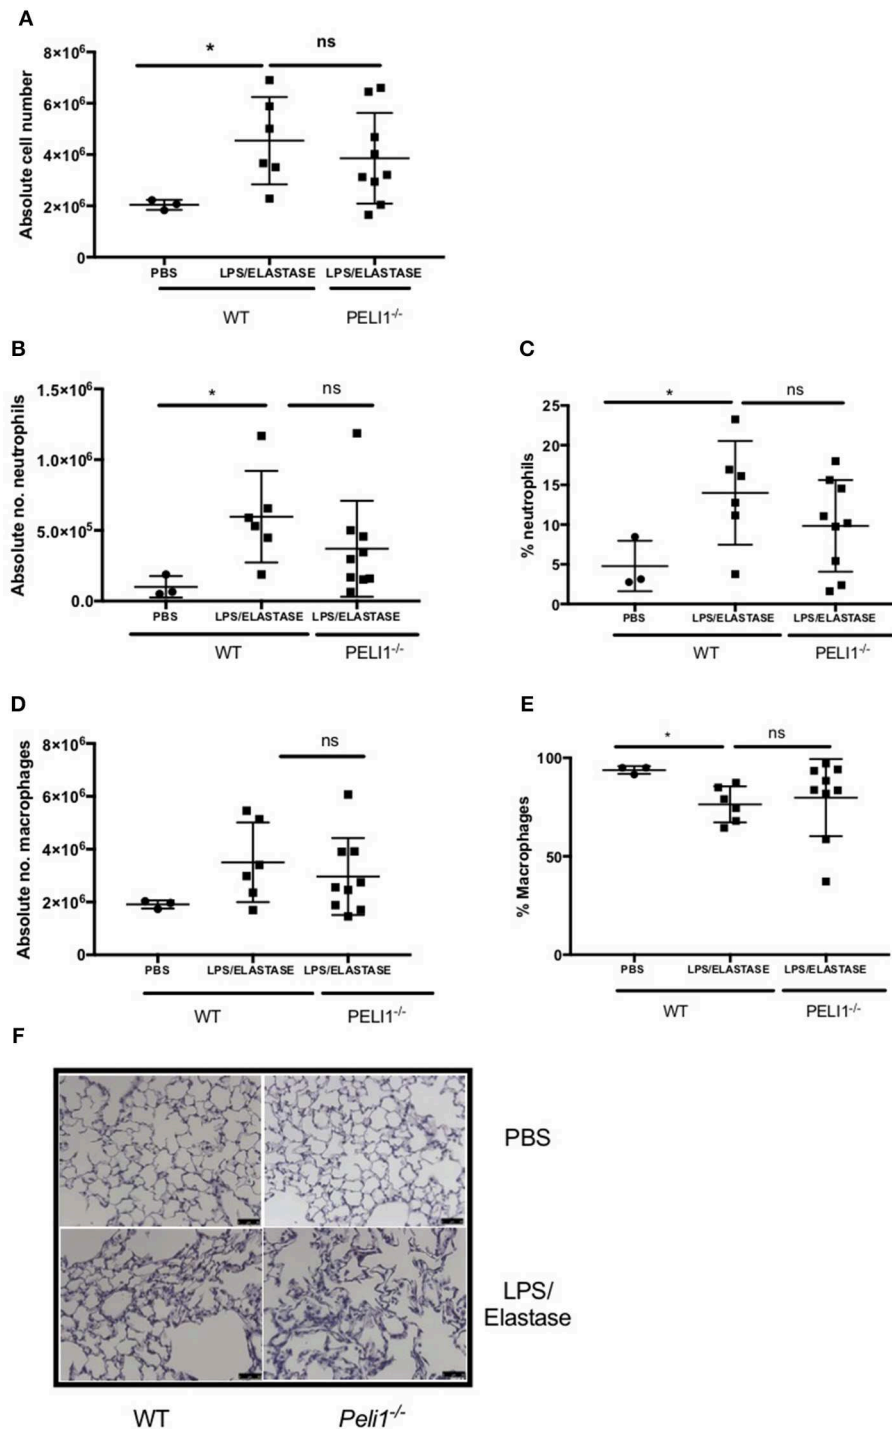 A
* ns
Absolute cell number
8×10⁶
6×10⁶
4×10⁶
2×10⁶
0
PBS LPS/ELASTASE LPS/ELASTASE
WT PELI1⁻/⁻
B
* ns
Absolute no. neutrophils
1.5×10⁶
1.0×10⁶
5.0×10⁵
0.0
PBS LPS/ELASTASE LPS/ELASTASE
WT PELI1⁻/⁻
C
* ns
% neutrophils
25
20
15
10
5
0
PBS LPS/ELASTASE LPS/ELASTASE
WT PELI1⁻/⁻
D
ns
Absolute no. macrophages
8×10⁶
6×10⁶
4×10⁶
2×10⁶
0
PBS LPS/ELASTASE LPS/ELASTASE
WT PELI1⁻/⁻
E
* ns
% Macrophages
100
50
0
PBS LPS/ELASTASE LPS/ELASTASE
WT PELI1⁻/⁻
F
PBS
LPS/
Elastase
WT Peli1⁻/⁻